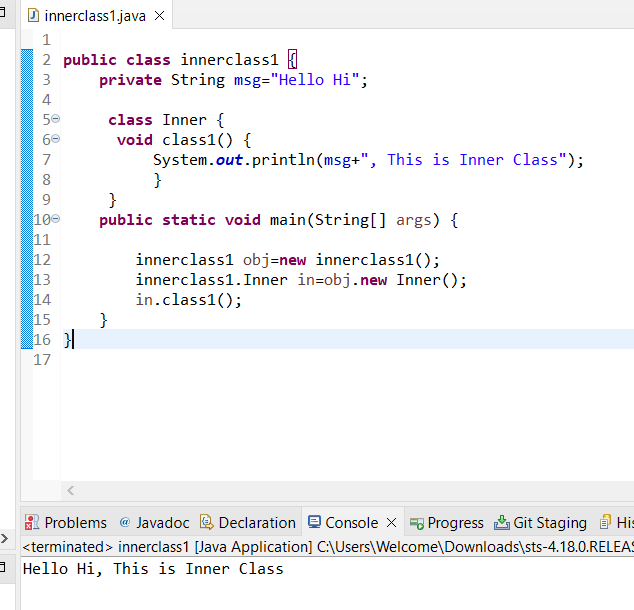 innerclass1.java
1
2 public class innerclass1 {
3 private String msg="Hello Hi";
4
5 class Inner {
6 void class1() {
7 System.out.println(msg+", This is Inner Class");
8 }
9 }
10 public static void main(String[] args) {
11
12 innerclass1 obj=new innerclass1();
13 innerclass1.Inner in=obj.new Inner();
14 in.class1();
15 }
16 }
17
Problems @ Javadoc Declaration Console Progress Git Staging His
<terminated> innerclass1 [Java Application] C:\Users\Welcome\Downloads\sts-4.18.0.RELEAS
Hello Hi, This is Inner Class